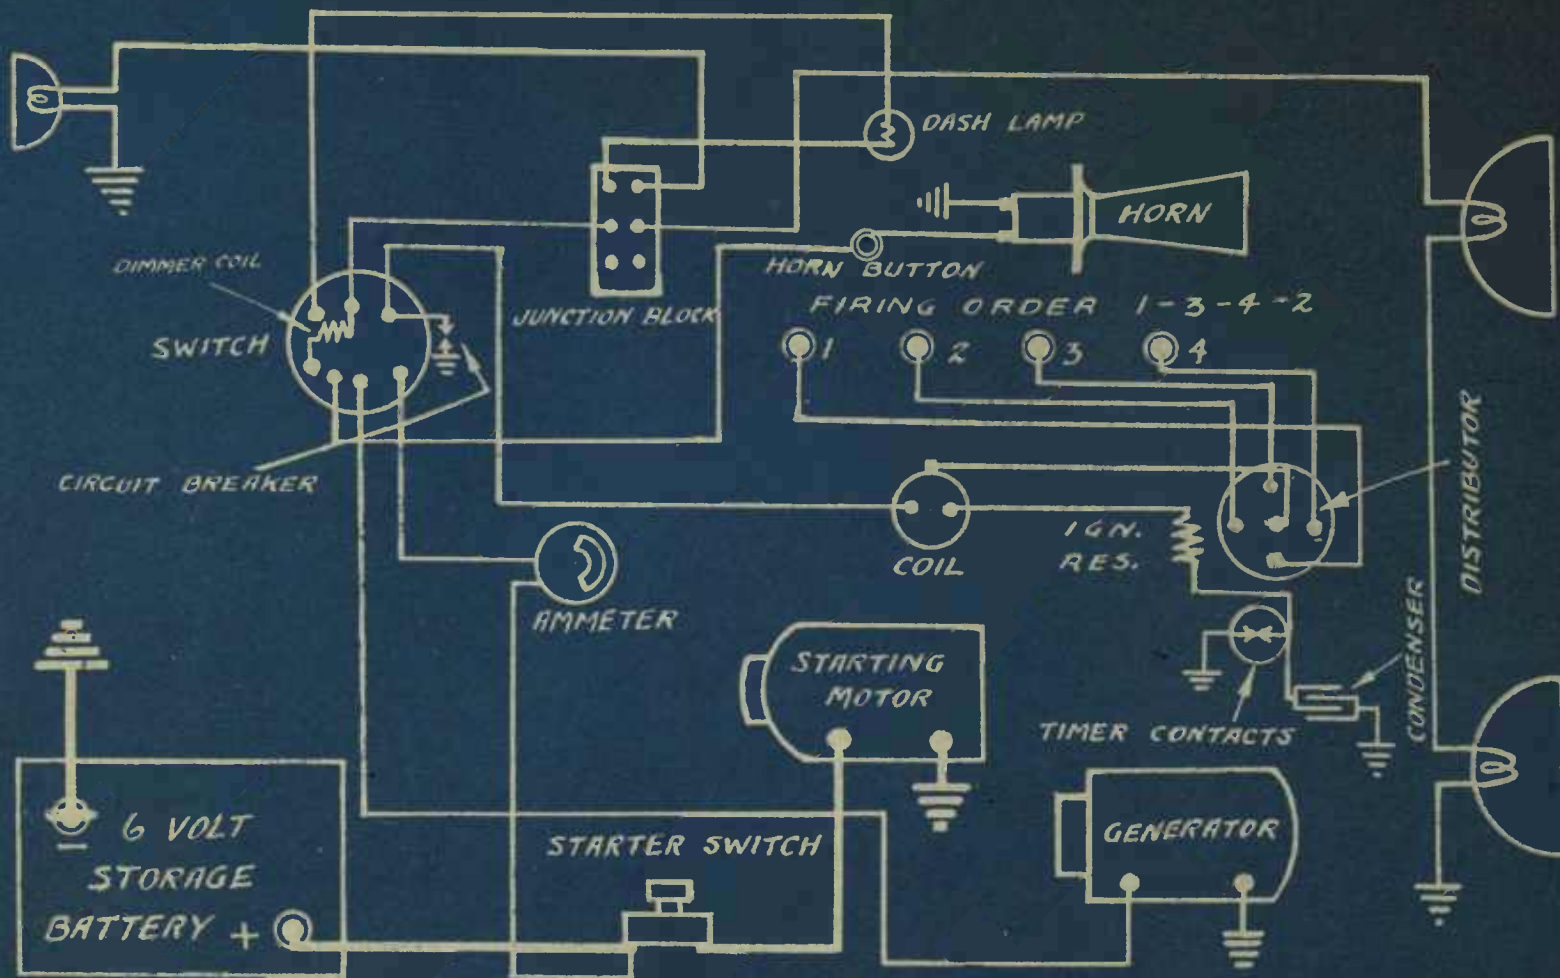 DASH LAMP
HORN
DIMMER COIL
HORN BUTTON
SWITCH
JUNCTION BLOCK
FIRING ORDER 1-3-4-2
1 2 3 4
CIRCUIT BREAKER
DISTRIBUTOR
COIL
IGN.
RES.
AMMETER
CONDENSER
STARTING
MOTOR
TIMER CONTACTS
6 VOLT
STORAGE
BATTERY +
−
STARTER SWITCH
GENERATOR